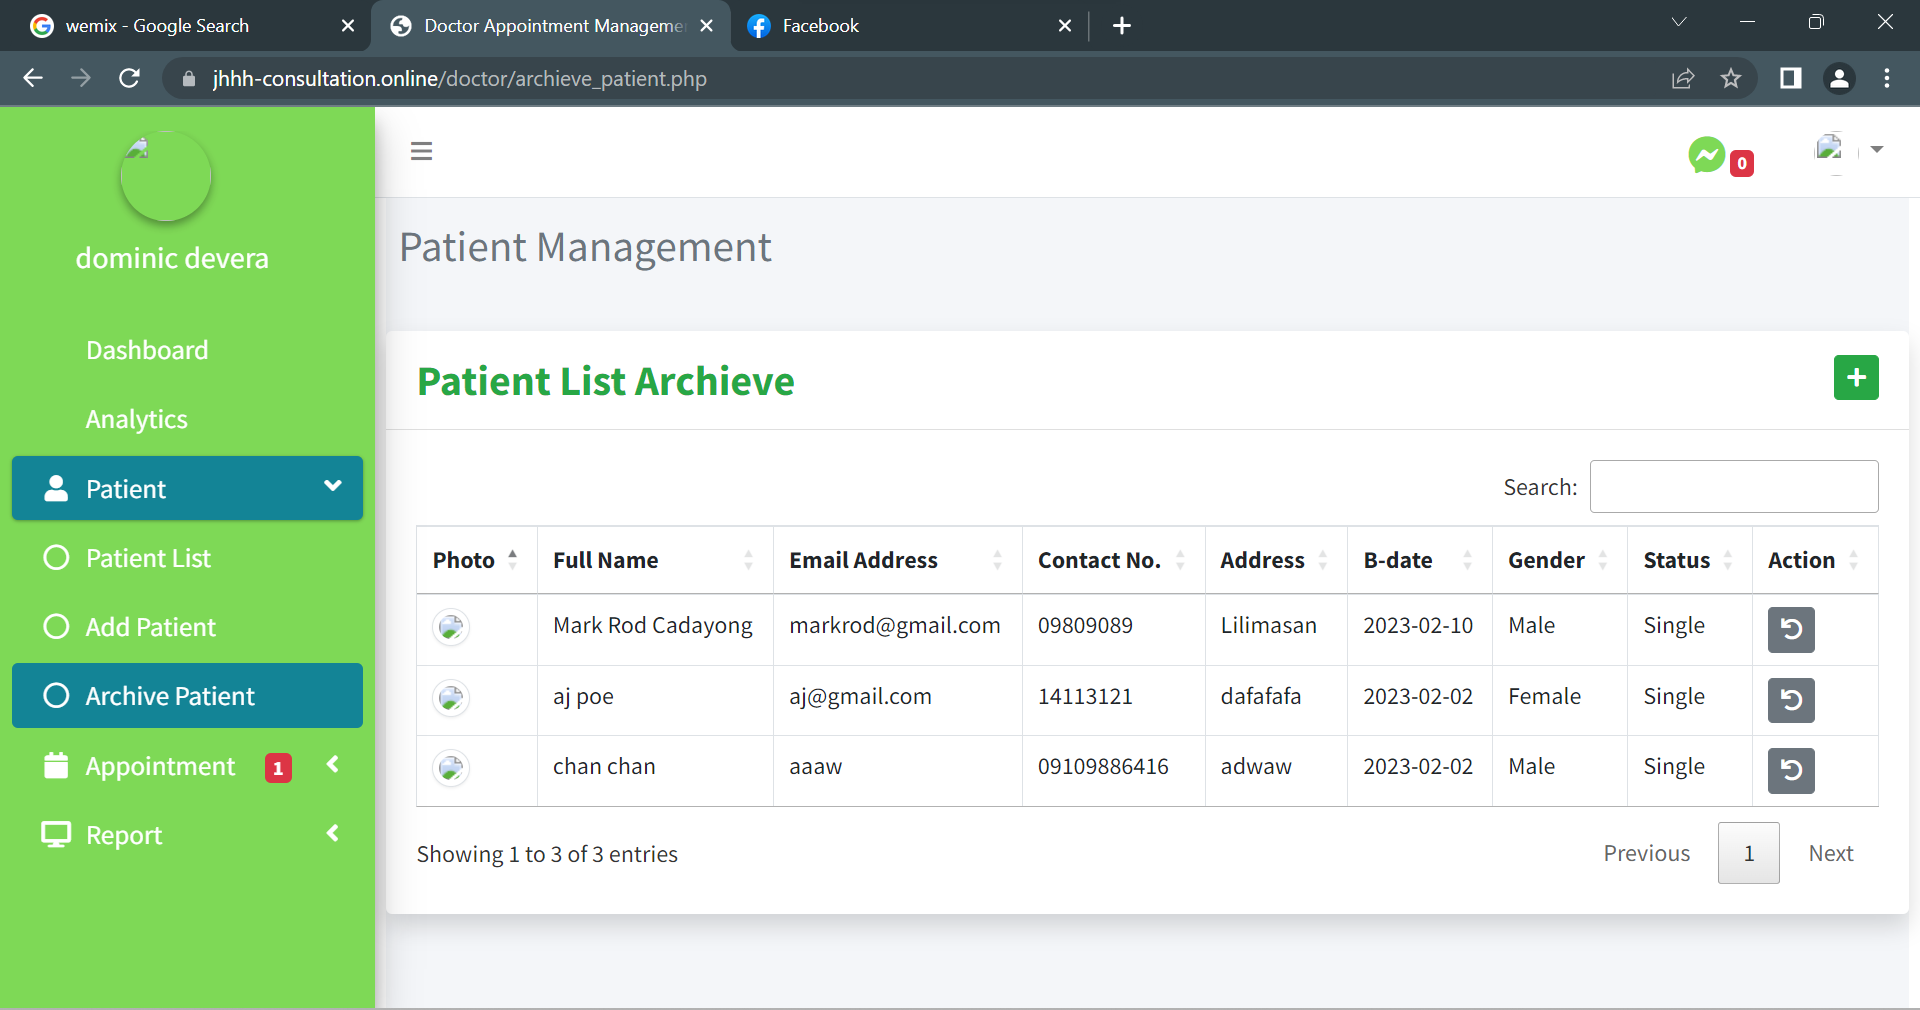 wemix - Google Search
Doctor Appointment Manageme
Facebook
jhhh-consultation.online/doctor/archieve_patient.php
dominic devera
0
Patient Management
Dashboard
Analytics
Patient
Patient List
Add Patient
Archive Patient
Appointment 1
Report
Patient List Archieve
Search:
Photo Full Name Email Address Contact No. Address B-date Gender Status Action
Mark Rod Cadayong markrod@gmail.com 09809089 Lilimasan 2023-02-10 Male Single
aj poe aj@gmail.com 14113121 dafafafa 2023-02-02 Female Single
chan chan aaaw 09109886416 adwaw 2023-02-02 Male Single
Showing 1 to 3 of 3 entries
Previous 1 Next